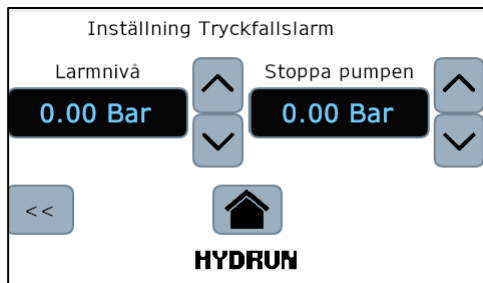 Inställning Tryckfallslarm
Larmnivå
Stoppa pumpen
0.00 Bar
0.00 Bar
<<
HYDRUN